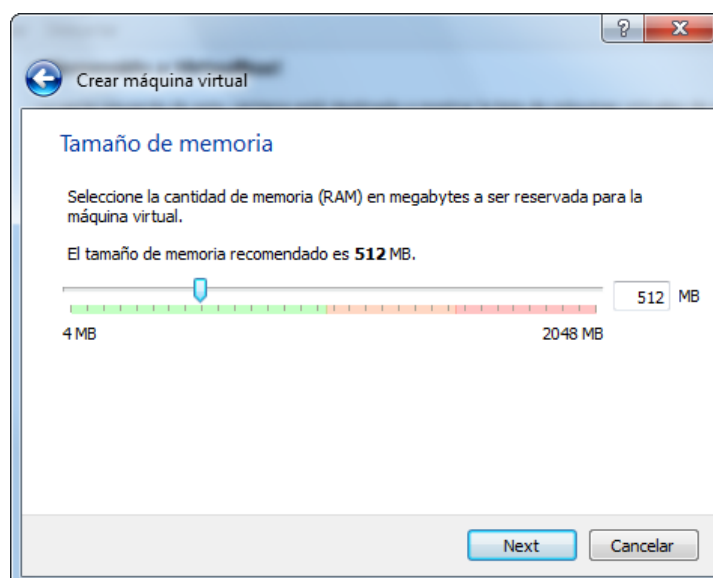 ?
X
Crear máquina virtual
Tamaño de memoria
Seleccione la cantidad de memoria (RAM) en megabytes a ser reservada para la
máquina virtual.
El tamaño de memoria recomendado es 512 MB.
512 MB
4 MB 2048 MB
Next Cancelar